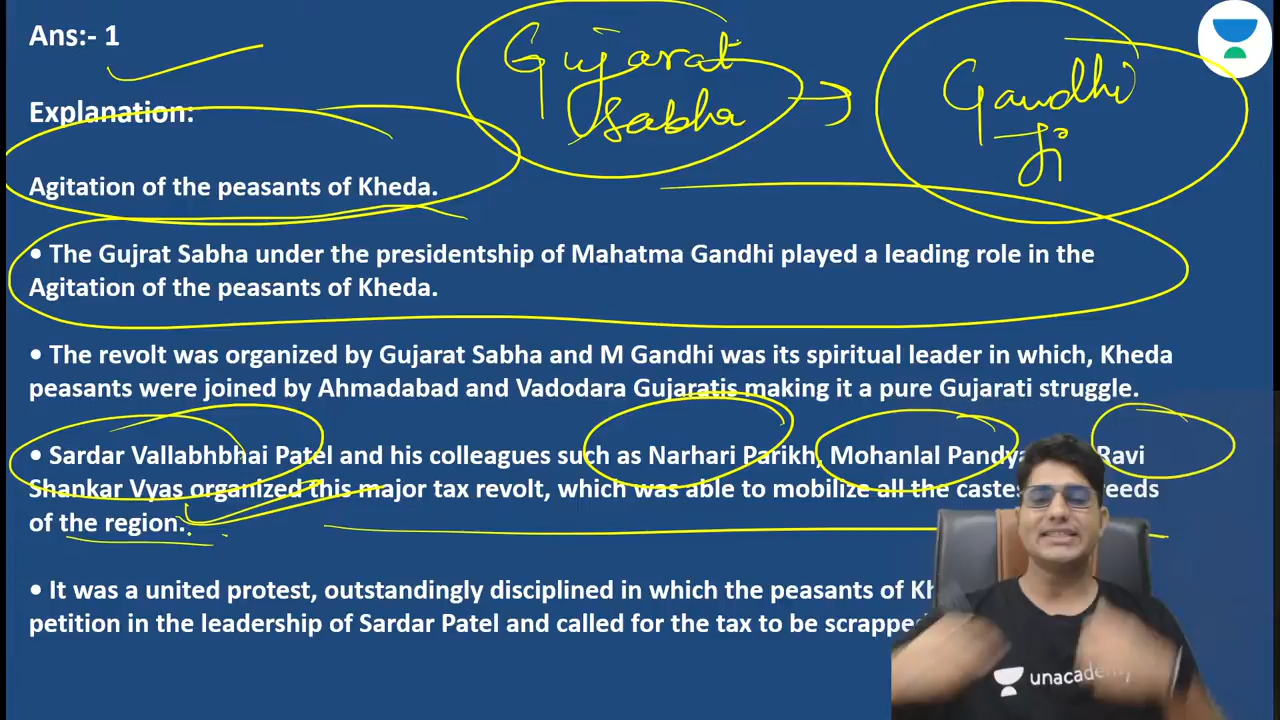 Ans:- 1
Gujarat
Sabha
Gandhi
Ji
Explanation:
Agitation of the peasants of Kheda.
• The Gujrat Sabha under the presidentship of Mahatma Gandhi played a leading role in the
Agitation of the peasants of Kheda.
• The revolt was organized by Gujarat Sabha and M Gandhi was its spiritual leader in which, Kheda
peasants were joined by Ahmadabad and Vadodara Gujaratis making it a pure Gujarati struggle.
• Sardar Vallabhbhai Patel and his colleagues such as Narhari Parikh, Mohanlal Pandya Ravi
Shankar Vyas organized this major tax revolt, which was able to mobilize all the castes
of the region.
• It was a united protest, outstandingly disciplined in which the peasants of
petition in the leadership of Sardar Patel and called for the tax to be scrapped
unacademy